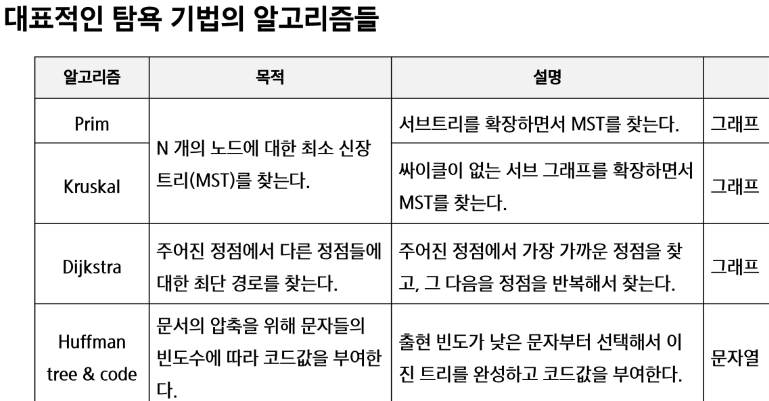 대표적인 탐욕 기법의 알고리즘들
알고리즘 목적 설명
Prim
N 개의 노드에 대한 최소 신장
트리(MST)를 찾는다.
서브트리를 확장하면서 MST를 찾는다.
그래프
Kruskal
싸이클이 없는 서브 그래프를 확장하면서
MST를 찾는다.
그래프
Dijkstra
주어진 정점에서 다른 정점들에
대한 최단 경로를 찾는다.
주어진 정점에서 가장 가까운 정점을 찾
고, 그 다음을 정점을 반복해서 찾는다.
그래프
Huffman
tree & code
문서의 압축을 위해 문자들의
빈도수에 따라 코드값을 부여한
다.
출현 빈도가 낮은 문자부터 선택해서 이
진 트리를 완성하고 코드값을 부여한다.
문자열